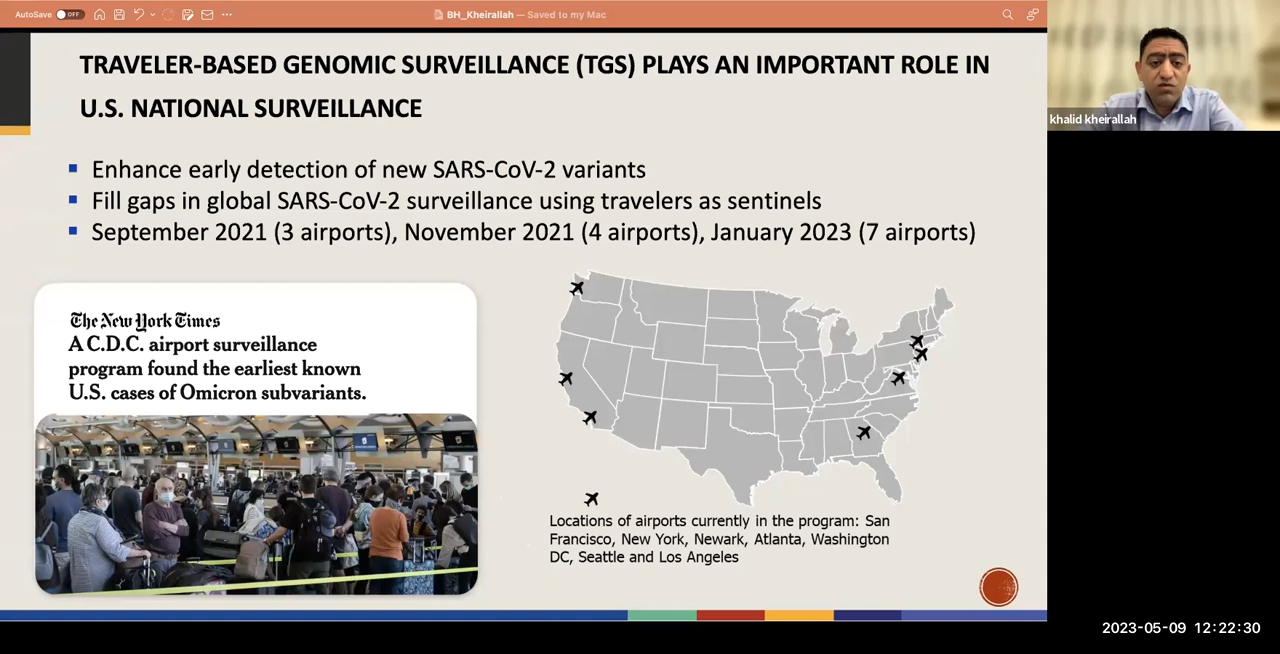 AutoSave OFF
BH_Kheirallah — Saved to my Mac
TRAVELER-BASED GENOMIC SURVEILLANCE (TGS) PLAYS AN IMPORTANT ROLE IN
U.S. NATIONAL SURVEILLANCE
Enhance early detection of new SARS-CoV-2 variants
Fill gaps in global SARS-CoV-2 surveillance using travelers as sentinels
September 2021 (3 airports), November 2021 (4 airports), January 2023 (7 airports)
The New York Times
A C.D.C. airport surveillance
program found the earliest known
U.S. cases of Omicron subvariants.
Locations of airports currently in the program: San
Francisco, New York, Newark, Atlanta, Washington
DC, Seattle and Los Angeles
khalid kheirallah
2023-05-09 12:22:30